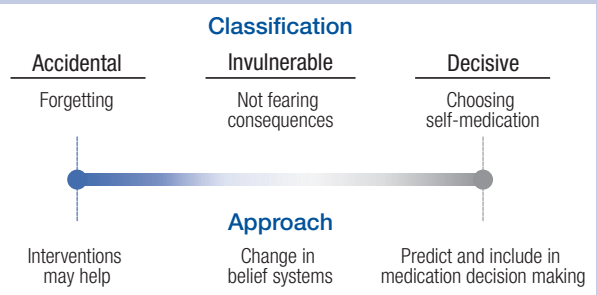 Classification
Accidental
Invulnerable
Decisive
Forgetting
Not fearing
consequences
Choosing
self-medication
Approach
Interventions
may help
Change in
belief systems
Predict and include in
medication decision making